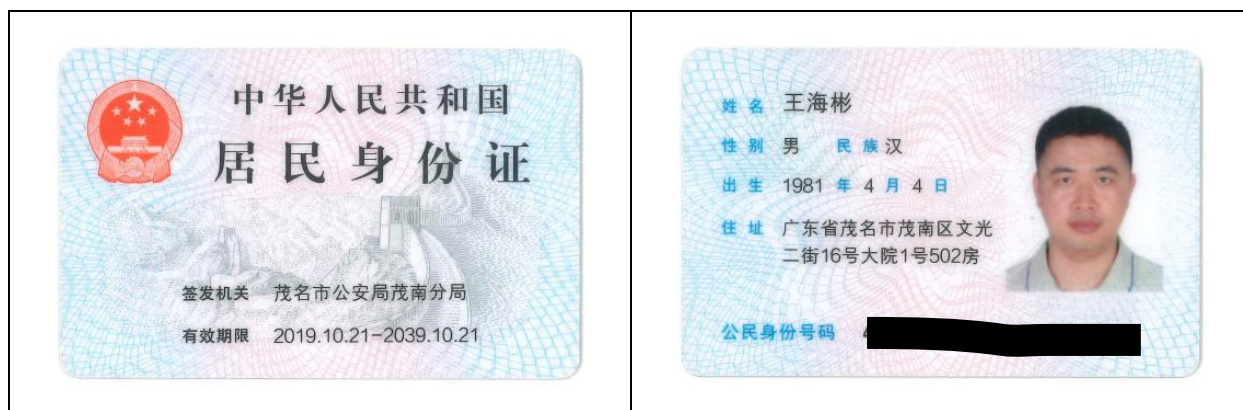 中华人民共和国
居民身份证
签发机关 茂名市公安局茂南分局
有效期限 2019.10.21-2039.10.21
姓名 王海彬
性别 男 民族 汉
出生 1981 年 4 月 4 日
住址 广东省茂名市茂南区文光
二街16号大院1号502房
公民身份号码